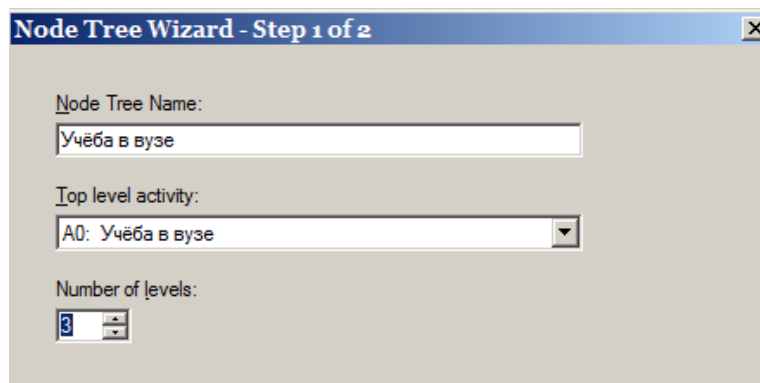 Node Tree Wizard - Step 1 of 2
Node Tree Name:
Учёба в вузе
Top level activity:
A0: Учёба в вузе
Number of levels:
3